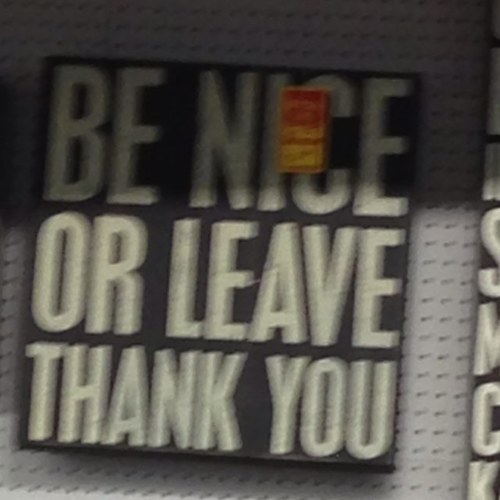 BE NICE
OR LEAVE
THANK YOU